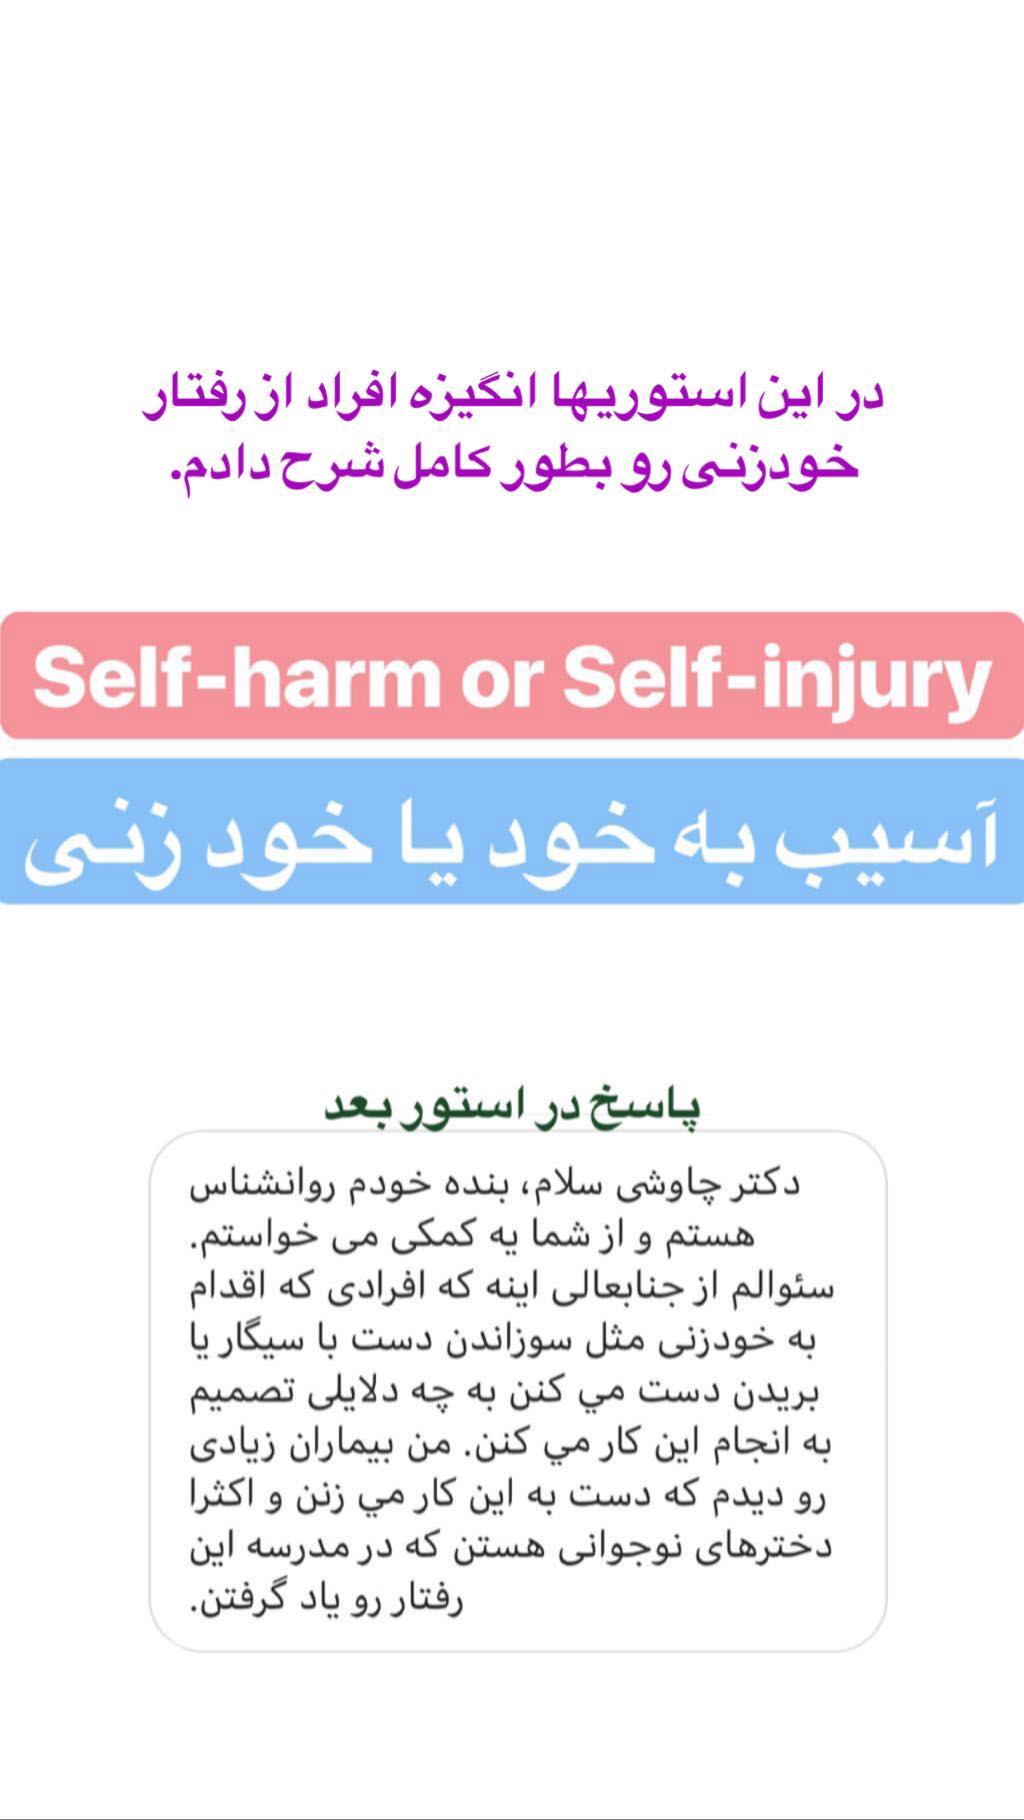 در این استوریها انگیزه افراد از رفتار
خودزنی رو بطور کامل شرح دادم.
Self-harm or Self-injury
آسیب به خود یا خود زنی
پاسخ در استور بعد
دکتر چاوشی سلام، بنده خودم روانشناس
هستم و از شما یه کمکی می خواستم.
سئوالم از جنابعالی اینه که افرادی که اقدام
به خودزنی مثل سوزاندن دست با سیگار یا
بریدن دست مي کنن به چه دلایلی تصمیم
به انجام این کار مي کنن. من بیماران زیادی
رو دیدم که دست به این کار مي زنن و اکثرا
دخترهای نوجوانی هستن که در مدرسه این
رفتار رو یاد گرفتن.